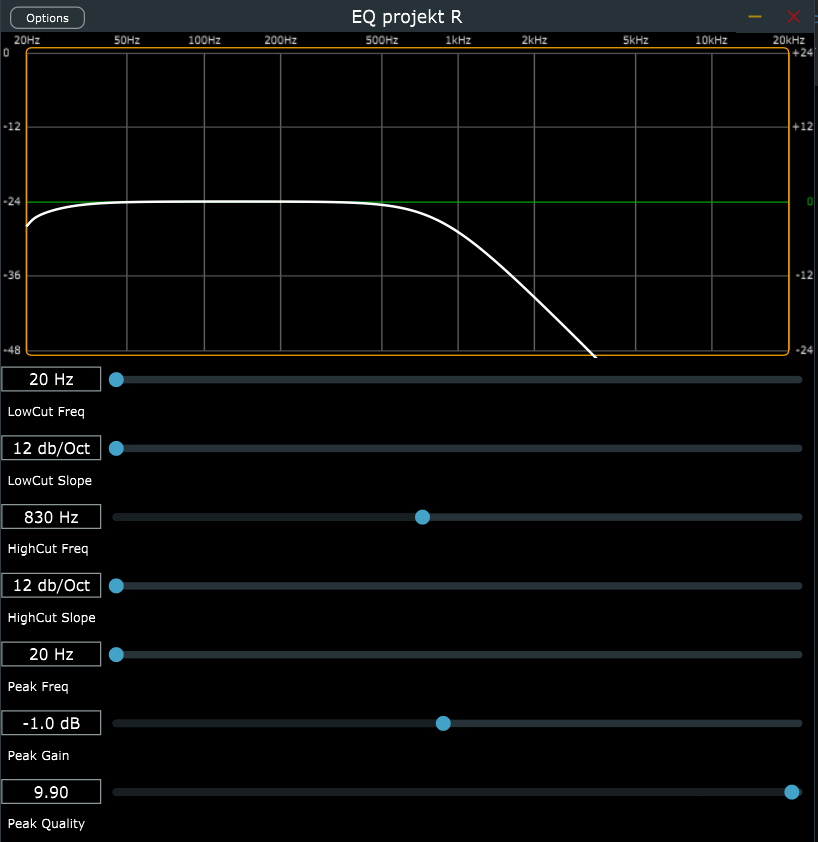 Options
EQ projekt R
20Hz 50Hz 100Hz 200Hz 500Hz 1kHz 2kHz 5kHz 10kHz 20kHz
0 +24
-12 +12
-24 0
-36 -12
-48 -24
20 Hz
LowCut Freq
12 db/Oct
LowCut Slope
830 Hz
HighCut Freq
12 db/Oct
HighCut Slope
20 Hz
Peak Freq
-1.0 dB
Peak Gain
9.90
Peak Quality